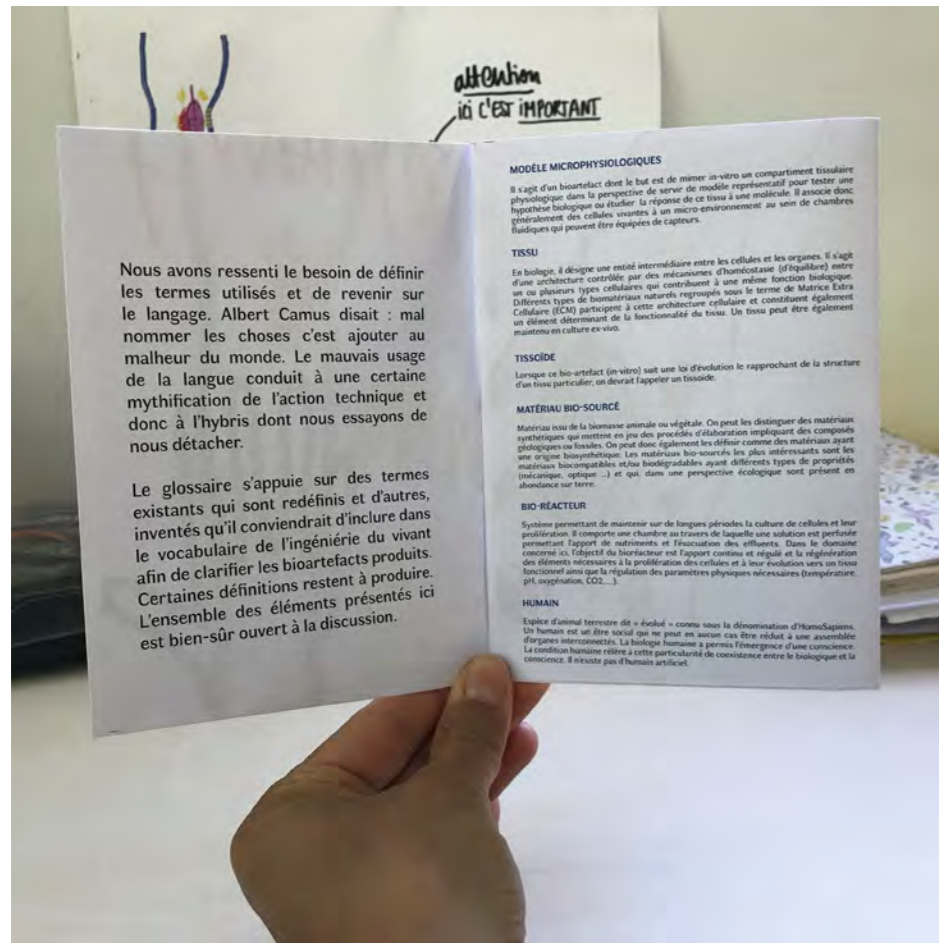 attention
ici C'EST IMPORTANT
Nous avons ressenti le besoin de définir
les termes utilisés et de revenir sur
le langage. Albert Camus disait : mal
nommer les choses c'est ajouter au
malheur du monde. Le mauvais usage
de la langue conduit à une certaine
mythification de l'action technique et
donc à l'hybris dont nous essayons de
nous détacher.
Le glossaire s'appuie sur des termes
existants qui sont redéfinis et d'autres,
inventés qu'il conviendrait d'inclure dans
le vocabulaire de l'ingéniérie du vivant
afin de clarifier les bioartefacts produits.
Certaines définitions restent à produire.
L'ensemble des éléments présentés ici
est bien-sûr ouvert à la discussion.
MODÈLE MICROPHYSIOLOGIQUES
Il s'agit d'un bioartefact dont le but est de mimer in-vitro un compartiment tissulaire
physiologique dans la perspective de servir de modèle représentatif pour tester une
hypothèse biologique ou étudier la réponse de ce tissu à une molécule. Il associe donc
généralement des cellules vivantes à un micro-environnement au sein de chambres
fluidiques qui peuvent être équipées de capteurs.
TISSU
En biologie, il désigne une entité intermédiaire entre les cellules et les organes. Il s'agit
d'une architecture contrôlée par des mécanismes d'homéostasie (d'équilibre) entre
un ou plusieurs types cellulaires qui contribuent à une même fonction biologique.
Différents types de biomatériaux naturels regroupés sous le terme de Matrice Extra
Cellulaire (ECM) participent à cette architecture cellulaire et constituent également
un élément déterminant de la fonctionnalité du tissu. Un tissu peut être également
maintenu en culture ex-vivo.
TISSOÏDE
Lorsque ce bio-artefact (in-vitro) suit une loi d'évolution le rapprochant de la structure
d'un tissu particulier, on devrait l'appeler un tissoïde.
MATÉRIAU BIO-SOURCÉ
Matériau issu de la biomasse animale ou végétale. On peut les distinguer des matériaux
synthétiques qui mettent en jeu des procédés d'élaboration impliquant des composés
géologiques ou fossiles. On peut donc également les définir comme des matériaux ayant
une origine biosynthétique. Les matériaux bio-sourcés les plus intéressants sont les
matériaux biocompatibles et/ou biodégradables ayant différents types de propriétés
(mécanique, optique ...) et qui, dans une perspective écologique sont présent en
abondance sur terre.
BIO-RÉACTEUR
Système permettant de maintenir sur de longues périodes la culture de cellules et leur
prolifération. Il comporte une chambre au travers de laquelle une solution est perfusée
permettant l'apport de nutriments et l'évacuation des effluents. Dans le domaine
concerné ici, l'objectif du bioréacteur est l'apport continu et régulé et la régénération
des éléments nécessaires à la prolifération des cellules et à leur évolution vers un tissu
fonctionnel ainsi que la régulation des paramètres physiques nécessaires (température,
pH, oxygénation, CO2,...).
HUMAIN
Espèce d'animal terrestre dit « évolué » connu sous la dénomination d'HomoSapiens.
Un humain est un être social qui ne peut en aucun cas être réduit à une assemblée
d'organes interconnectés. La biologie humaine a permis l'émergence d'une conscience.
La condition humaine réfère à cette particularité de coexistence entre le biologique et la
conscience. Il n'existe pas d'humain artificiel.